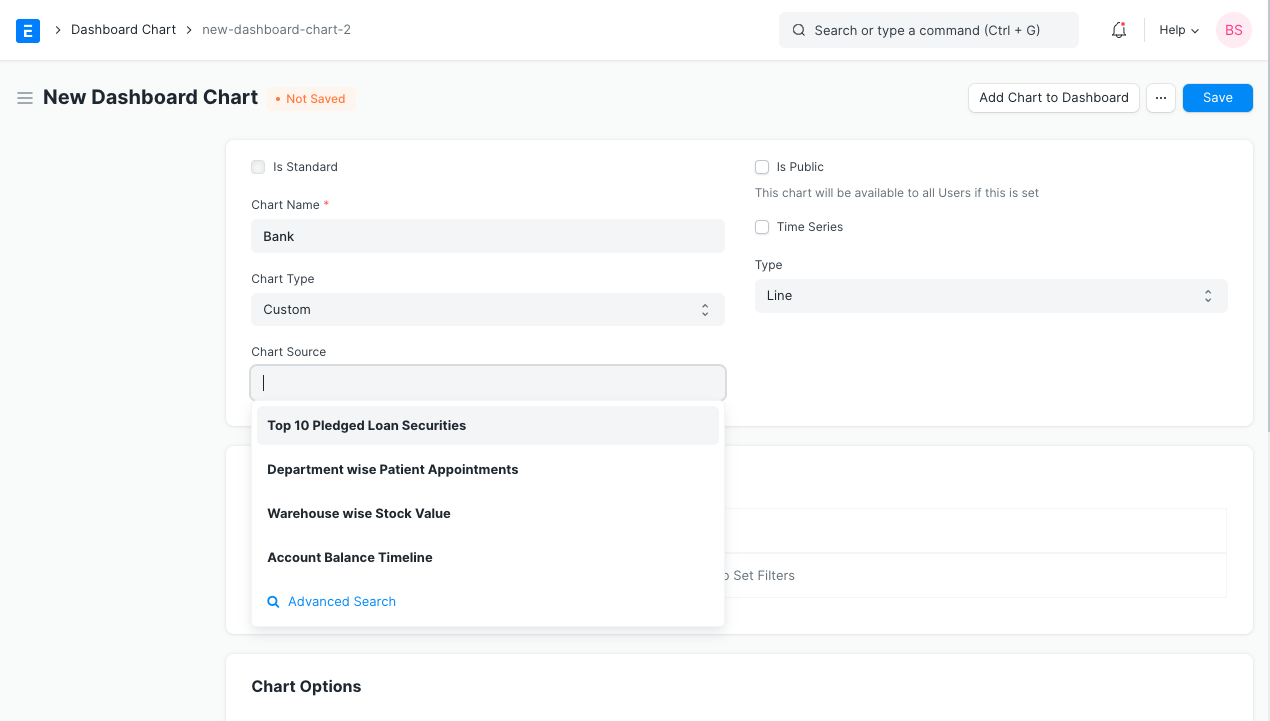 E
Dashboard Chart
new-dashboard-chart-2
Search or type a command (Ctrl + G)
Help
BS
New Dashboard Chart
Not Saved
Add Chart to Dashboard
...
Save
Is Standard
Chart Name *
Bank
Chart Type
Custom
Chart Source
Is Public
This chart will be available to all Users if this is set
Time Series
Type
Line
Top 10 Pledged Loan Securities
Department wise Patient Appointments
Warehouse wise Stock Value
Account Balance Timeline
Advanced Search
Set Filters
Chart Options